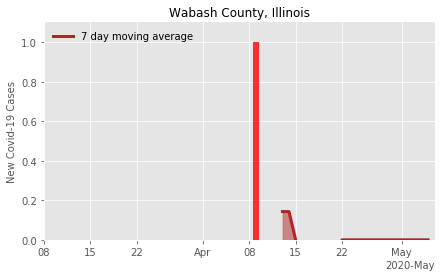 Wabash County, Illinois
7 day moving average
New Covid-19 Cases
1.0
0.8
0.6
0.4
0.2
0.0
08 15 22 Apr 08 15 22 May
2020-May